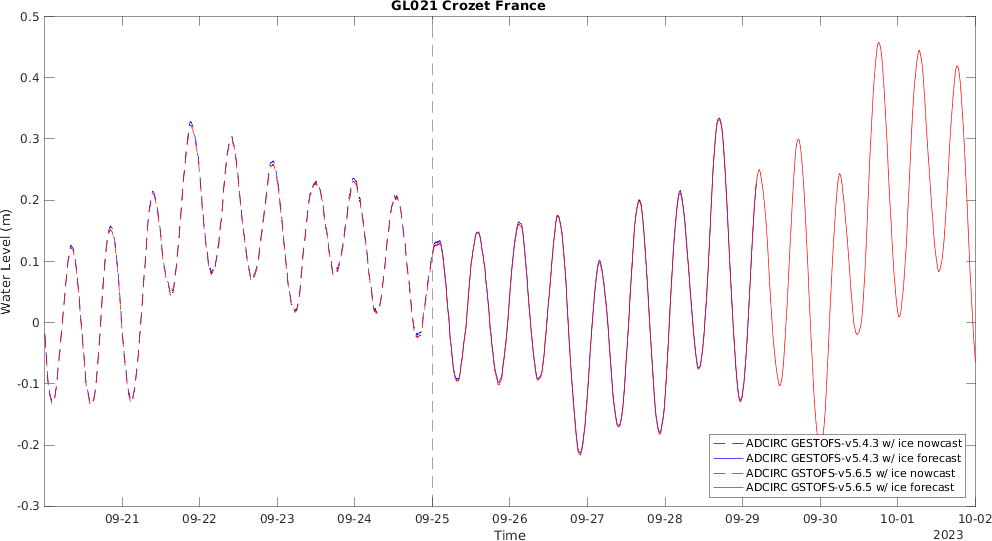 GL021 Crozet France
0.5
0.4
0.3
0.2
0.1
0
-0.1
-0.2
-0.3
Water Level (m)
09-21 09-22 09-23 09-24 09-25 09-26 09-27 09-28 09-29 09-30 10-01 10-02
Time
2023
ADCIRC GESTOFS-v5.4.3 w/ ice nowcast
ADCIRC GESTOFS-v5.4.3 w/ ice forecast
ADCIRC GSTOFS-v5.6.5 w/ ice nowcast
ADCIRC GSTOFS-v5.6.5 w/ ice forecast